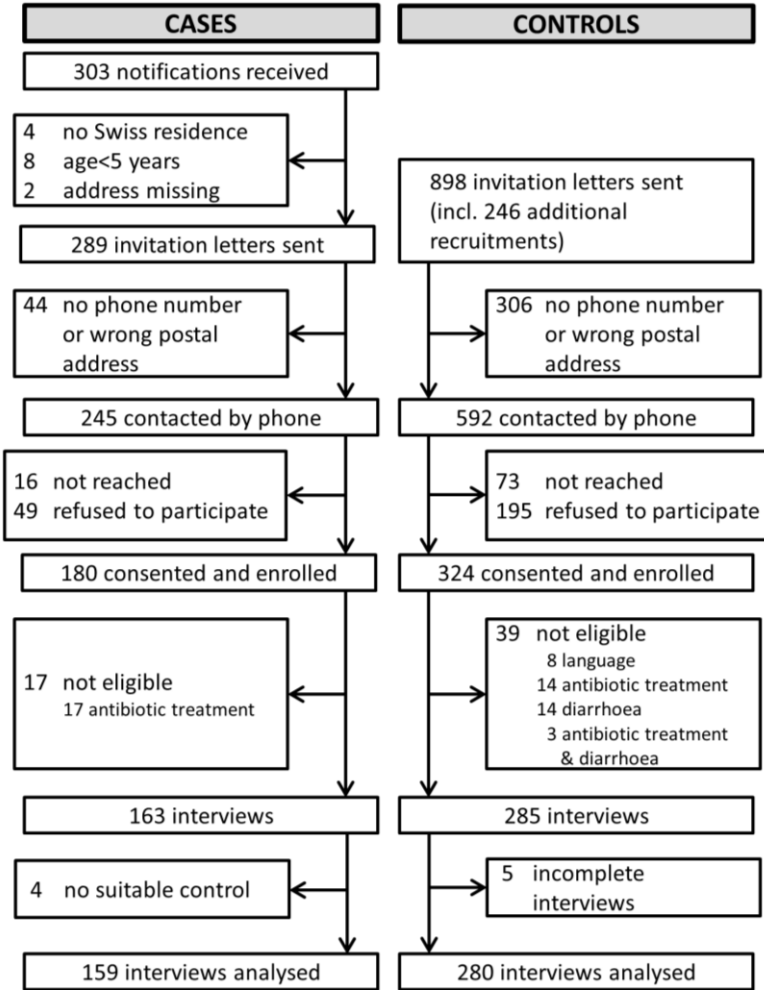 CASES
303 notifications received
4 no Swiss residence
8 age<5 years
2 address missing
289 invitation letters sent
44 no phone number
or wrong postal
address
245 contacted by phone
16 not reached
49 refused to participate
180 consented and enrolled
17 not eligible
17 antibiotic treatment
163 interviews
4 no suitable control
159 interviews analysed
CONTROLS
898 invitation letters sent
(incl. 246 additional
recruitments)
306 no phone number
or wrong postal
address
592 contacted by phone
73 not reached
195 refused to participate
324 consented and enrolled
39 not eligible
8 language
14 antibiotic treatment
14 diarrhoea
3 antibiotic treatment
& diarrhoea
285 interviews
5 incomplete
interviews
280 interviews analysed